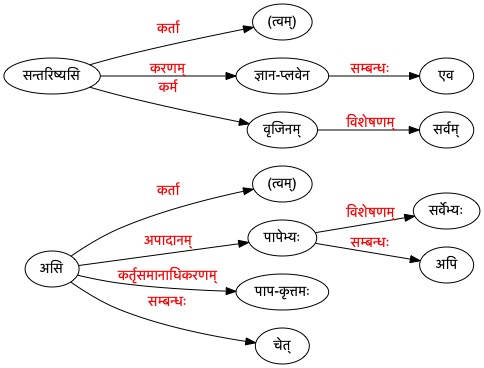 कर्ता
(त्वम्)
सन्तरिष्यसि
करणम्
ज्ञान-प्लवेन
सम्बन्धः
एव
कर्म
वृजिनम्
विशेषणम्
सर्वम्
कर्ता
(त्वम्)
असि
अपादानम्
पापेभ्यः
विशेषणम्
सर्वेभ्यः
सम्बन्धः
अपि
कर्तृसमानाधिकरणम्
पाप-कृत्तमः
सम्बन्धः
चेत्